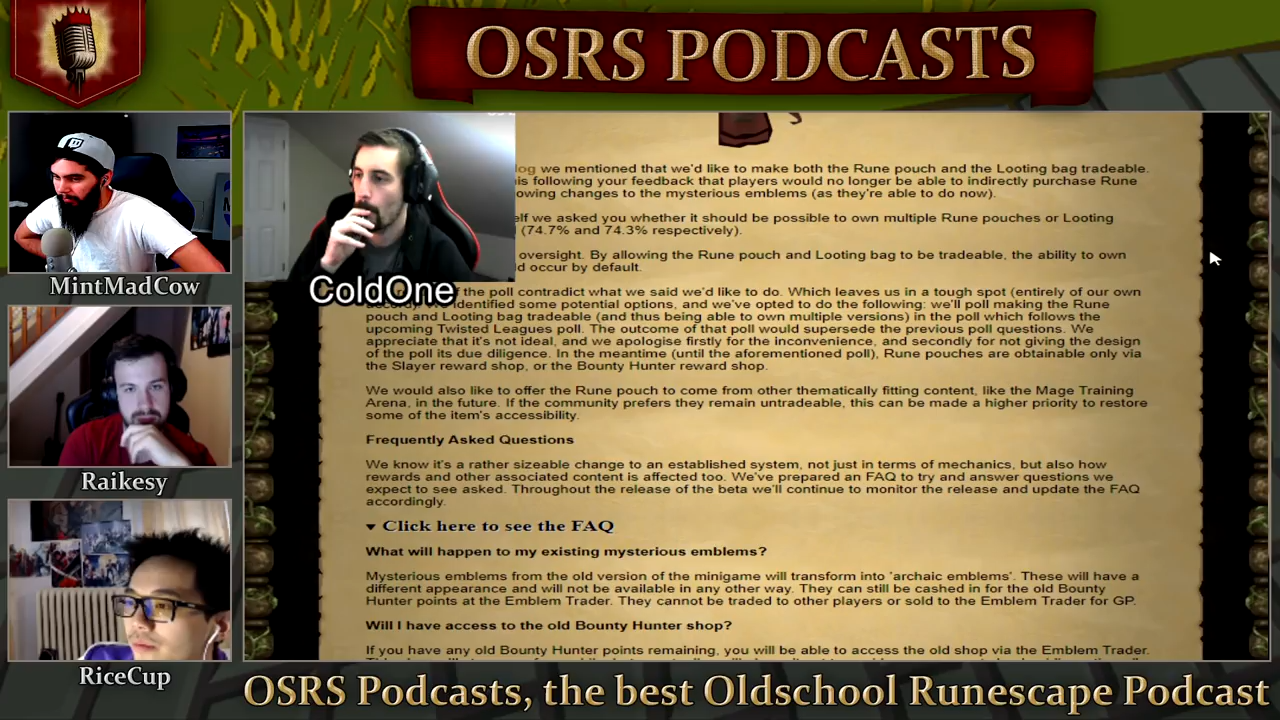 OSRS PODCASTS
MintMadCow
Raikesy
RiceCup
ColdOne
log we mentioned that we'd like to make both the Rune pouch and the Looting bag tradeable.
is following your feedback that players would no longer be able to indirectly purchase Rune
owing changes to the mysterious emblems (as they're able to do now).
elf we asked you whether it should be possible to own multiple Rune pouches or Looting
(74.7% and 74.3% respectively).
oversight. By allowing the Rune pouch and Looting bag to be tradeable, the ability to own
d occur by default.
the poll contradict what we said we'd like to do. Which leaves us in a tough spot (entirely of our own
identified some potential options, and we've opted to do the following: we'll poll making the Rune
pouch and Looting bag tradeable (and thus being able to own multiple versions) in the poll which follows the
upcoming Twisted Leagues poll. The outcome of that poll would supersede the previous poll questions. We
appreciate that it's not ideal, and we apologise firstly for the inconvenience, and secondly for not giving the design
of the poll its due diligence. In the meantime (until the aforementioned poll), Rune pouches are obtainable only via
the Slayer reward shop, or the Bounty Hunter reward shop.
We would also like to offer the Rune pouch to come from other thematically fitting content, like the Mage Training
Arena, in the future. If the community prefers they remain untradeable, this can be made a higher priority to restore
some of the item's accessibility.
Frequently Asked Questions
We know it's a rather sizeable change to an established system, not just in terms of mechanics, but also how
rewards and other associated content is affected too. We've prepared an FAQ to try and answer questions we
expect to see asked. Throughout the release of the beta we'll continue to monitor the release and update the FAQ
accordingly.
Click here to see the FAQ
What will happen to my existing mysterious emblems?
Mysterious emblems from the old version of the minigame will transform into 'archaic emblems'. These will have a
different appearance and will not be available in any other way. They can still be cashed in for the old Bounty
Hunter points at the Emblem Trader. They cannot be traded to other players or sold to the Emblem Trader for GP.
Will I have access to the old Bounty Hunter shop?
If you have any old Bounty Hunter points remaining, you will be able to access the old shop via the Emblem Trader.
OSRS Podcasts, the best Oldschool Runescape Podcast